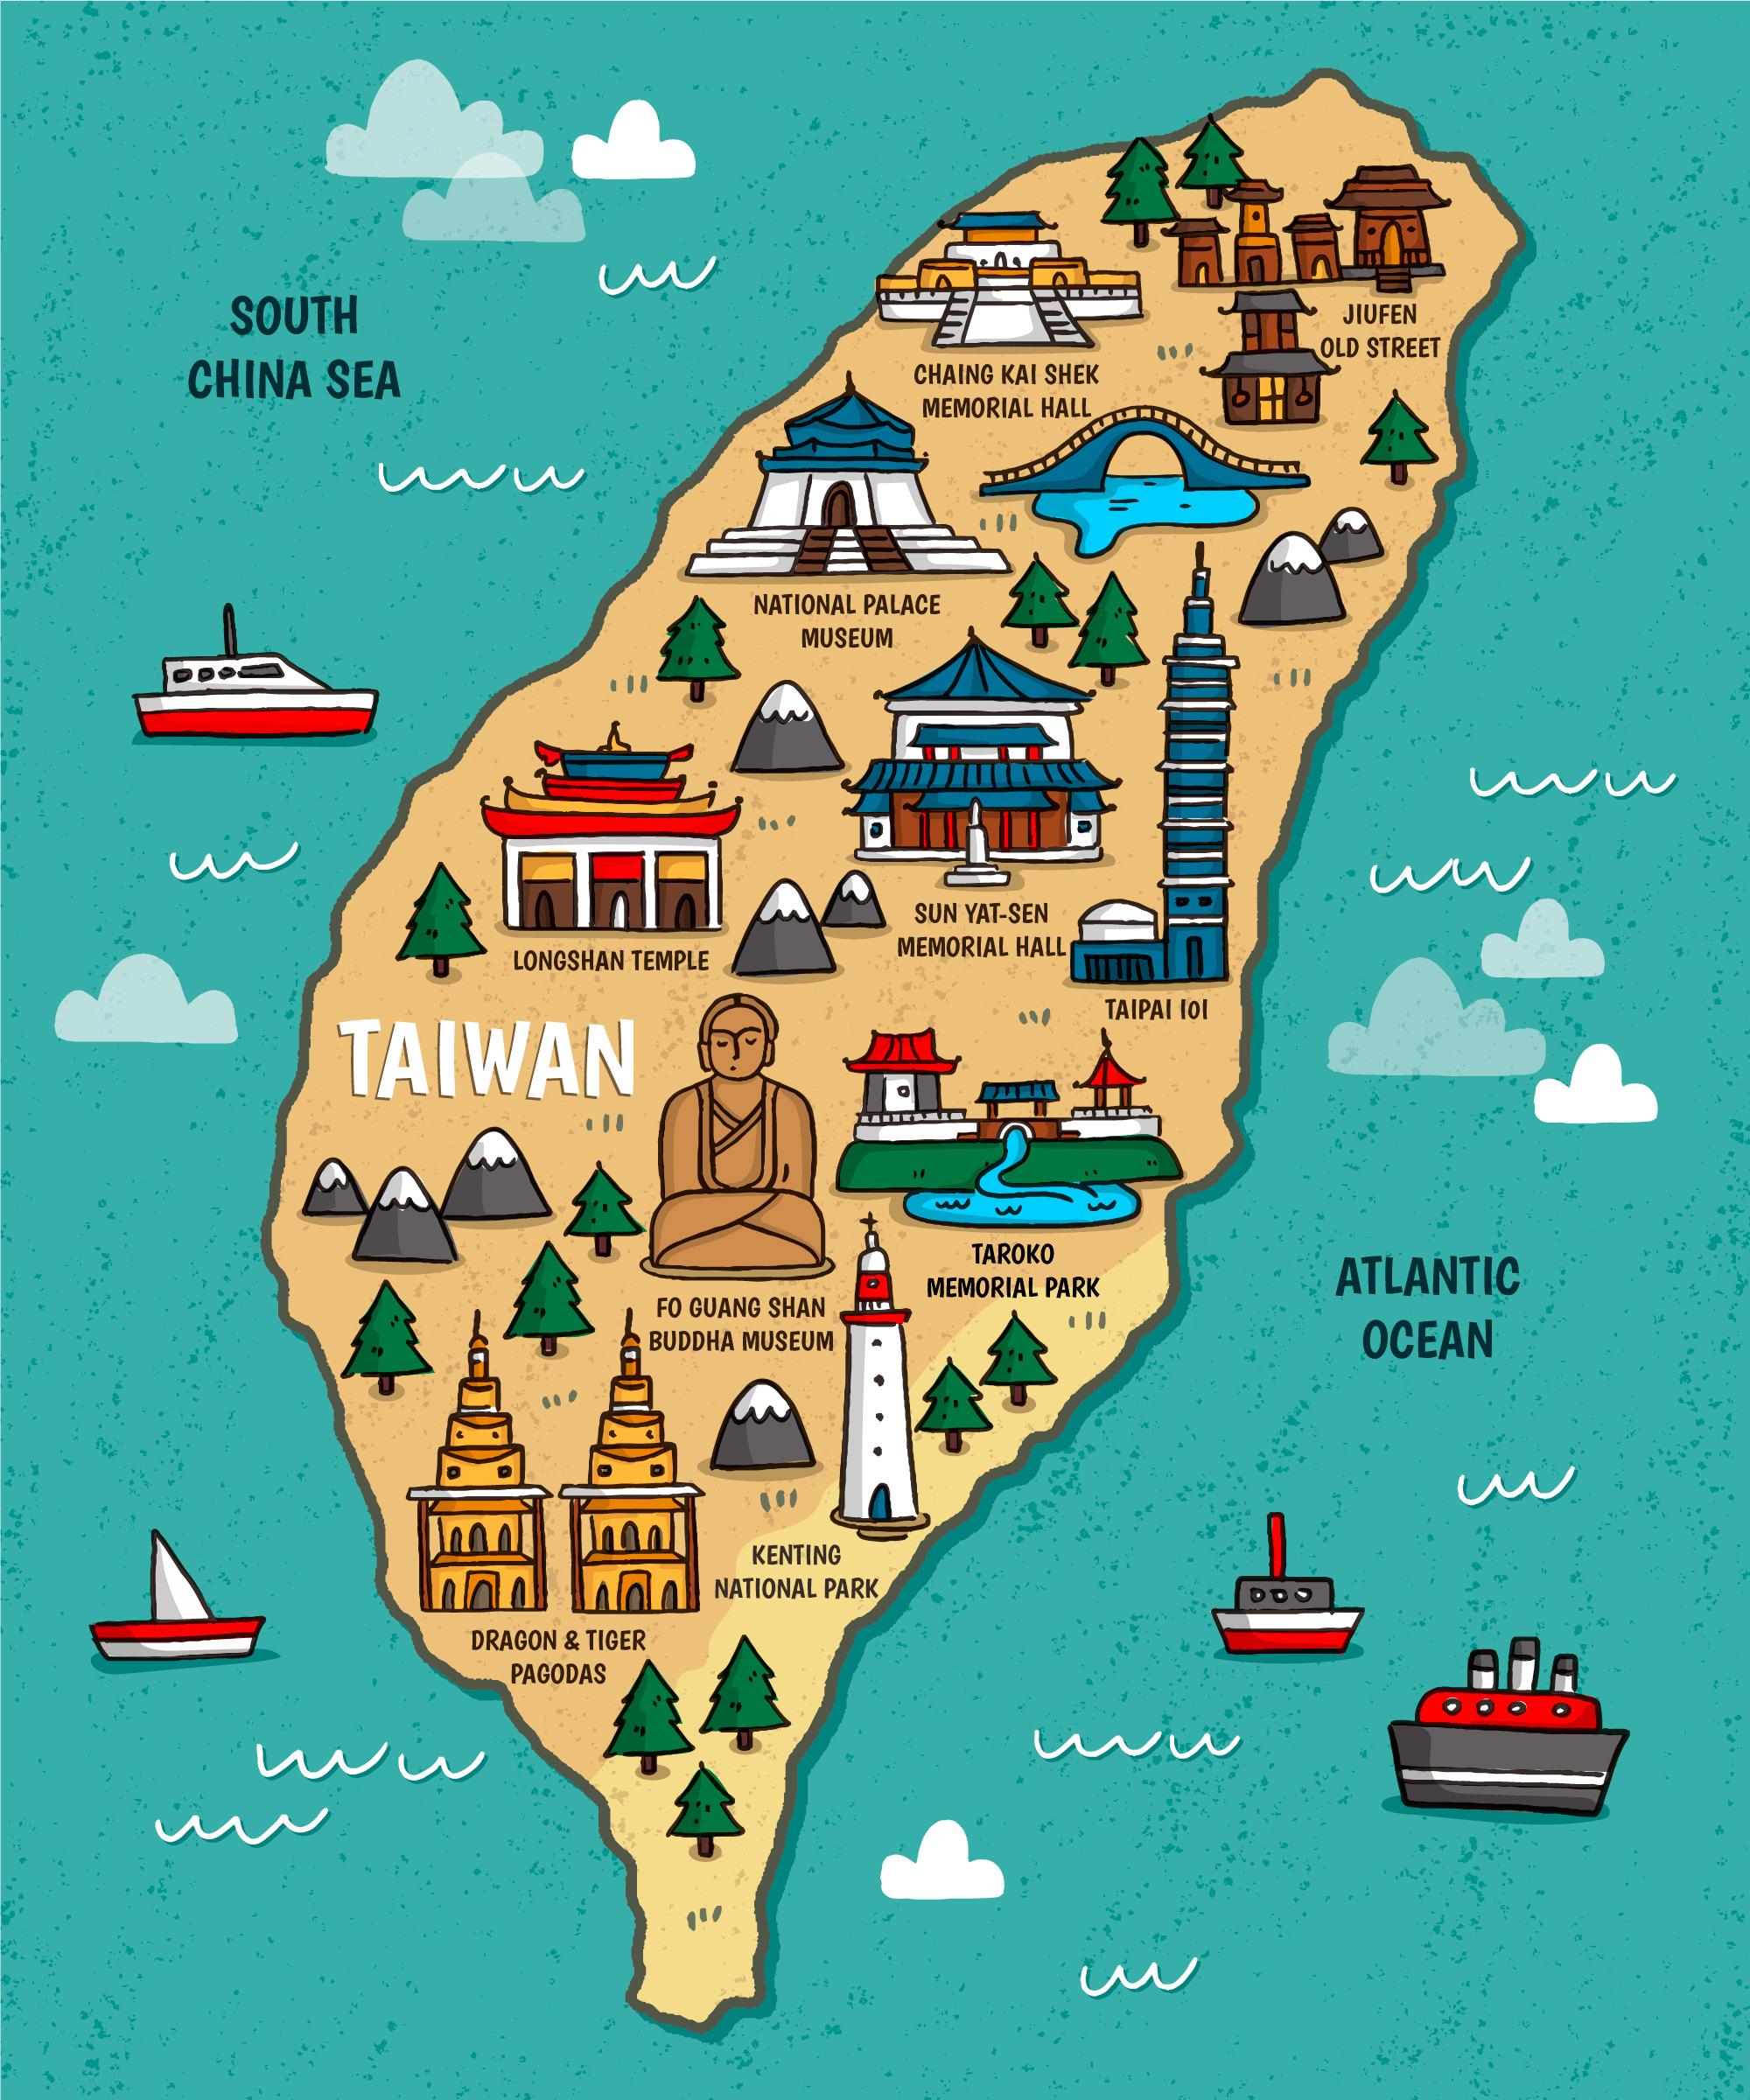 SOUTH
CHINA SEA
JIUFEN
OLD STREET
CHAING KAI SHEK
MEMORIAL HALL
NATIONAL PALACE
MUSEUM
SUN YAT-SEN
MEMORIAL HALL
LONGSHAN TEMPLE
TAIPAI 101
TAIWAN
TAROKO
MEMORIAL PARK
ATLANTIC
OCEAN
FO GUANG SHAN
BUDDHA MUSEUM
KENTING
NATIONAL PARK
DRAGON & TIGER
PAGODAS